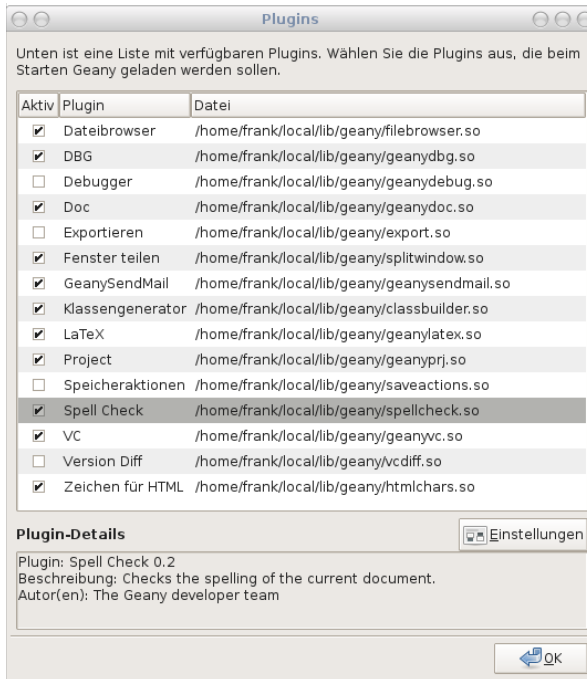 Plugins
Unten ist eine Liste mit verfügbaren Plugins. Wählen Sie die Plugins aus, die beim
Starten Geany geladen werden sollen.
Aktiv Plugin Datei
Dateibrowser /home/frank/local/lib/geany/filebrowser.so
DBG /home/frank/local/lib/geany/geanydbg.so
Debugger /home/frank/local/lib/geany/geanydebug.so
Doc /home/frank/local/lib/geany/geanydoc.so
Exportieren /home/frank/local/lib/geany/export.so
Fenster teilen /home/frank/local/lib/geany/splitwindow.so
GeanySendMail /home/frank/local/lib/geany/geanysendmail.so
Klassengenerator /home/frank/local/lib/geany/classbuilder.so
LaTeX /home/frank/local/lib/geany/geanylatex.so
Project /home/frank/local/lib/geany/geanyprj.so
Speicheraktionen /home/frank/local/lib/geany/saveactions.so
Spell Check /home/frank/local/lib/geany/spellcheck.so
VC /home/frank/local/lib/geany/geanyvc.so
Version Diff /home/frank/local/lib/geany/vcdiff.so
Zeichen für HTML /home/frank/local/lib/geany/htmlchars.so
Plugin-Details Einstellungen
Plugin: Spell Check 0.2
Beschreibung: Checks the spelling of the current document.
Autor(en): The Geany developer team
OK